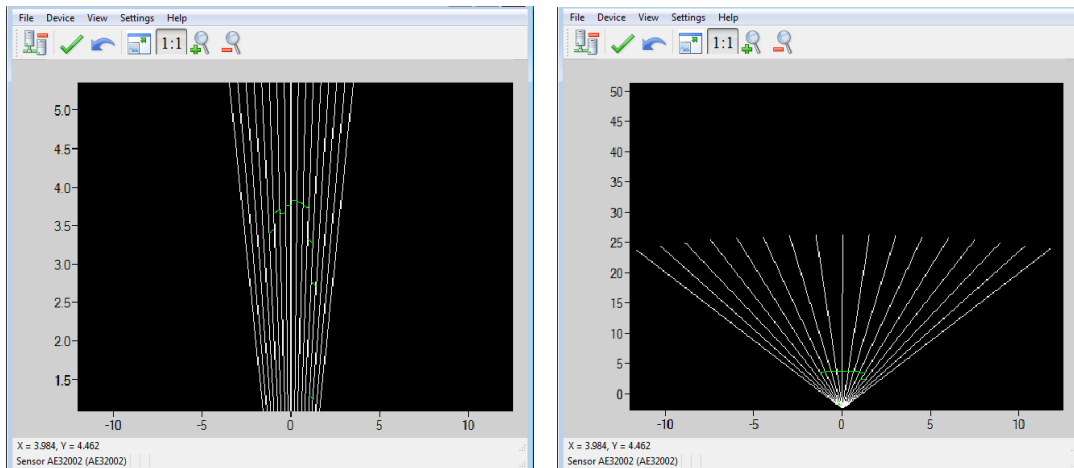 File Device View Settings Help
1:1
5.0
4.5
4.0
3.5
3.0
2.5
2.0
1.5
-10 -5 0 5 10
X = 3.984, Y = 4.462
Sensor AE32002 (AE32002)
File Device View Settings Help
1:1
50
45
40
35
30
25
20
15
10
5
0
-10 -5 0 5 10
X = 3.984, Y = 4.462
Sensor AE32002 (AE32002)